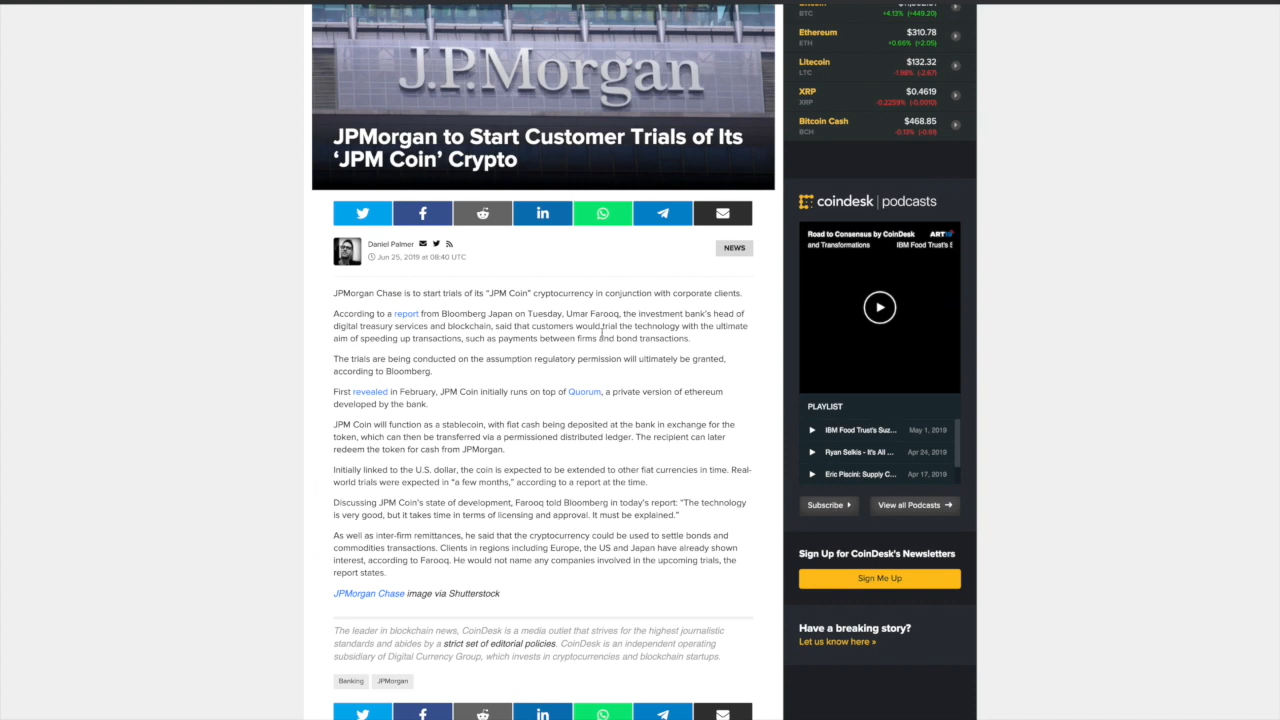 J.P.Morgan
JPMorgan to Start Customer Trials of Its
‘JPM Coin’ Crypto
Daniel Palmer
Jun 25, 2019 at 08:40 UTC
NEWS
JPMorgan Chase is to start trials of its “JPM Coin” cryptocurrency in conjunction with corporate clients.
According to a report from Bloomberg Japan on Tuesday, Umar Farooq, the investment bank’s head of
digital treasury services and blockchain, said that customers would trial the technology with the ultimate
aim of speeding up transactions, such as payments between firms and bond transactions.
The trials are being conducted on the assumption regulatory permission will ultimately be granted,
according to Bloomberg.
First revealed in February, JPM Coin initially runs on top of Quorum, a private version of ethereum
developed by the bank.
JPM Coin will function as a stablecoin, with fiat cash being deposited at the bank in exchange for the
token, which can then be transferred via a permissioned distributed ledger. The recipient can later
redeem the token for cash from JPMorgan.
Initially linked to the U.S. dollar, the coin is expected to be extended to other fiat currencies in time. Real-
world trials were expected in “a few months,” according to a report at the time.
Discussing JPM Coin’s state of development, Farooq told Bloomberg in today’s report: “The technology
is very good, but it takes time in terms of licensing and approval. It must be explained.”
As well as inter-firm remittances, he said that the cryptocurrency could be used to settle bonds and
commodities transactions. Clients in regions including Europe, the US and Japan have already shown
interest, according to Farooq. He would not name any companies involved in the upcoming trials, the
report states.
JPMorgan Chase image via Shutterstock
The leader in blockchain news, CoinDesk is a media outlet that strives for the highest journalistic
standards and abides by a strict set of editorial policies. CoinDesk is an independent operating
subsidiary of Digital Currency Group, which invests in cryptocurrencies and blockchain startups.
Banking JPMorgan
BTC +4.13% (+449.20)
Ethereum $310.78
ETH +0.66% (+2.05)
Litecoin $132.32
LTC -1.98% (-2.67)
XRP $0.4619
XRP -0.2259% (-0.0010)
Bitcoin Cash $468.85
BCH -0.13% (-0.61)
coindesk | podcasts
Road to Consensus by CoinDesk ART19
and Transformations IBM Food Trust's S
PLAYLIST
IBM Food Trust's Suz... May 1, 2019
Ryan Selkis - It's All ... Apr 24, 2019
Eric Piscini: Supply C... Apr 17, 2019
Subscribe View all Podcasts
Sign Up for CoinDesk's Newsletters
Sign Me Up
Have a breaking story?
Let us know here »